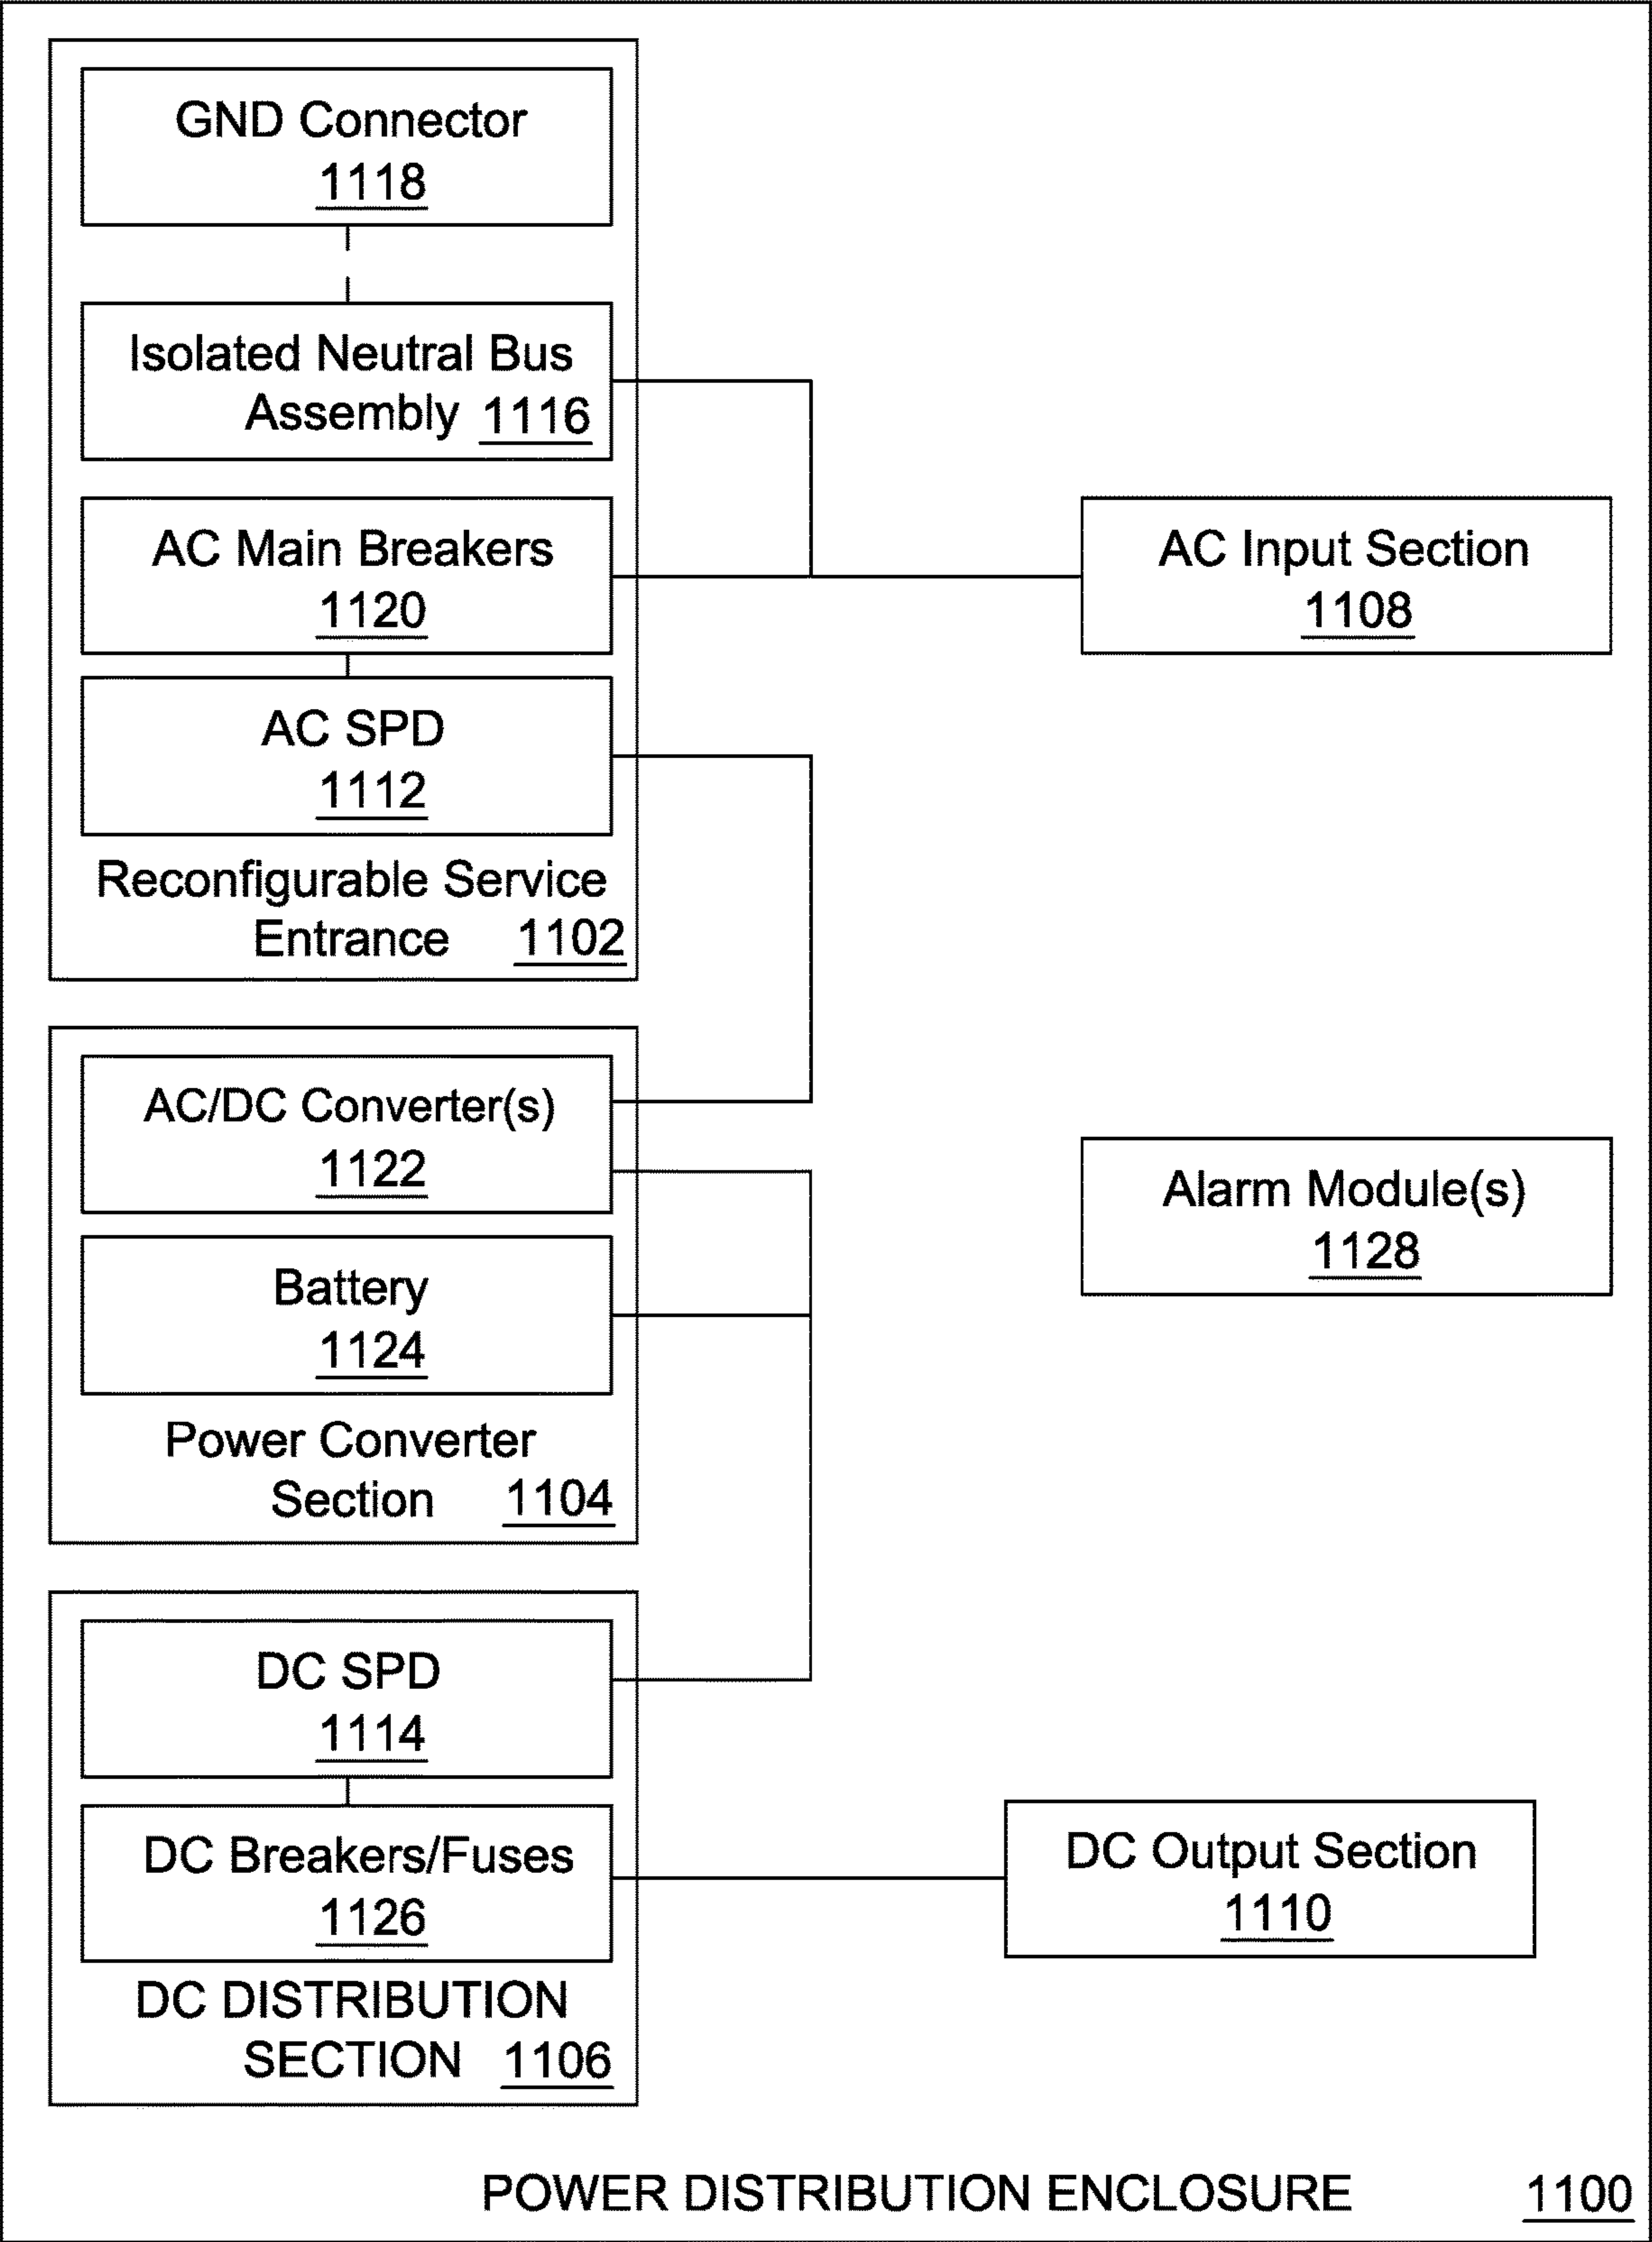 GND Connector
1118
Isolated Neutral Bus
Assembly 1116
AC Main Breakers
1120
AC SPD
1112
Reconfigurable Service
Entrance 1102
AC Input Section
1108
AC/DC Converter(s)
1122
Battery
1124
Power Converter
Section 1104
Alarm Module(s)
1128
DC SPD
1114
DC Breakers/Fuses
1126
DC DISTRIBUTION
SECTION 1106
DC Output Section
1110
POWER DISTRIBUTION ENCLOSURE 1100